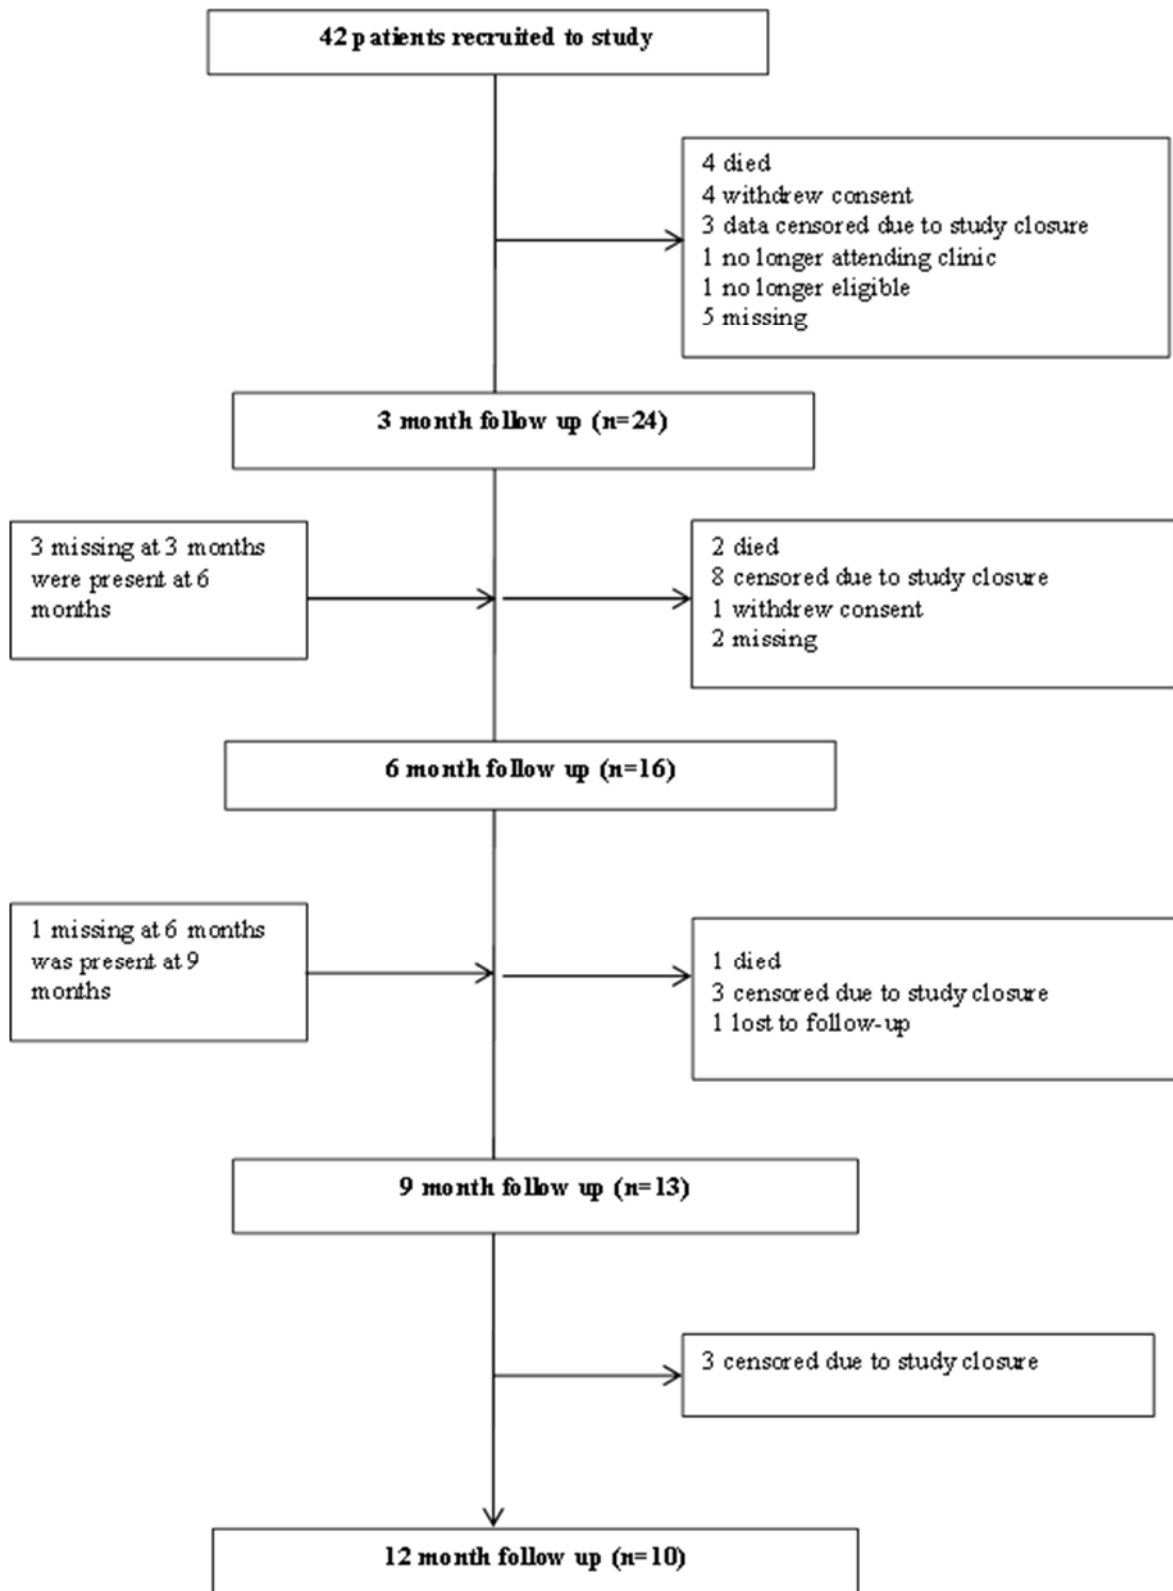 42 patients recruited to study
4 died
4 withdrew consent
3 data censored due to study closure
1 no longer attending clinic
1 no longer eligible
5 missing
3 month follow up (n=24)
3 missing at 3 months
were present at 6
months
2 died
8 censored due to study closure
1 withdrew consent
2 missing
6 month follow up (n=16)
1 missing at 6 months
was present at 9
months
1 died
3 censored due to study closure
1 lost to follow-up
9 month follow up (n=13)
3 censored due to study closure
12 month follow up (n=10)